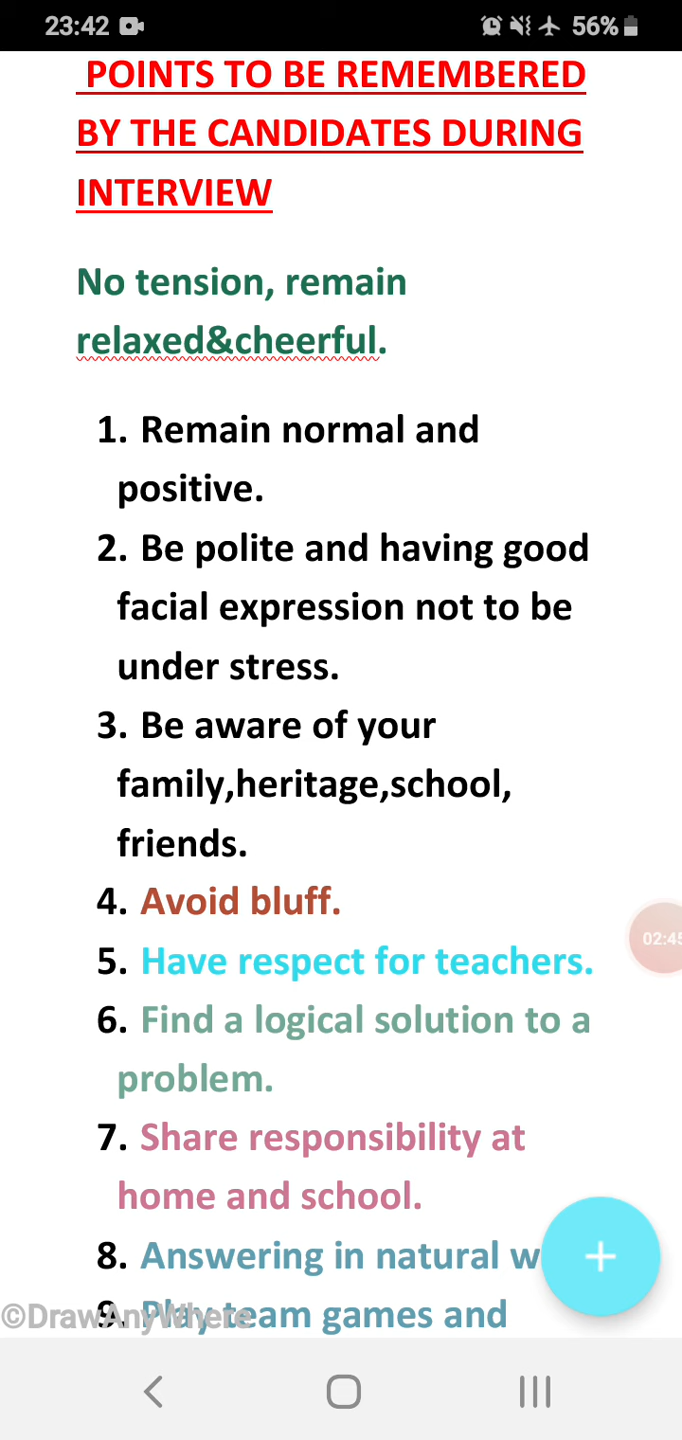 23:42 56%
POINTS TO BE REMEMBERED
BY THE CANDIDATES DURING
INTERVIEW
No tension, remain
relaxed&cheerful.
1. Remain normal and
positive.
2. Be polite and having good
facial expression not to be
under stress.
3. Be aware of your
family,heritage,school,
friends.
4. Avoid bluff.
02:45
5. Have respect for teachers.
6. Find a logical solution to a
problem.
7. Share responsibility at
home and school.
8. Answering in natural w
+
9. Play team games and
©DrawAnyWhere